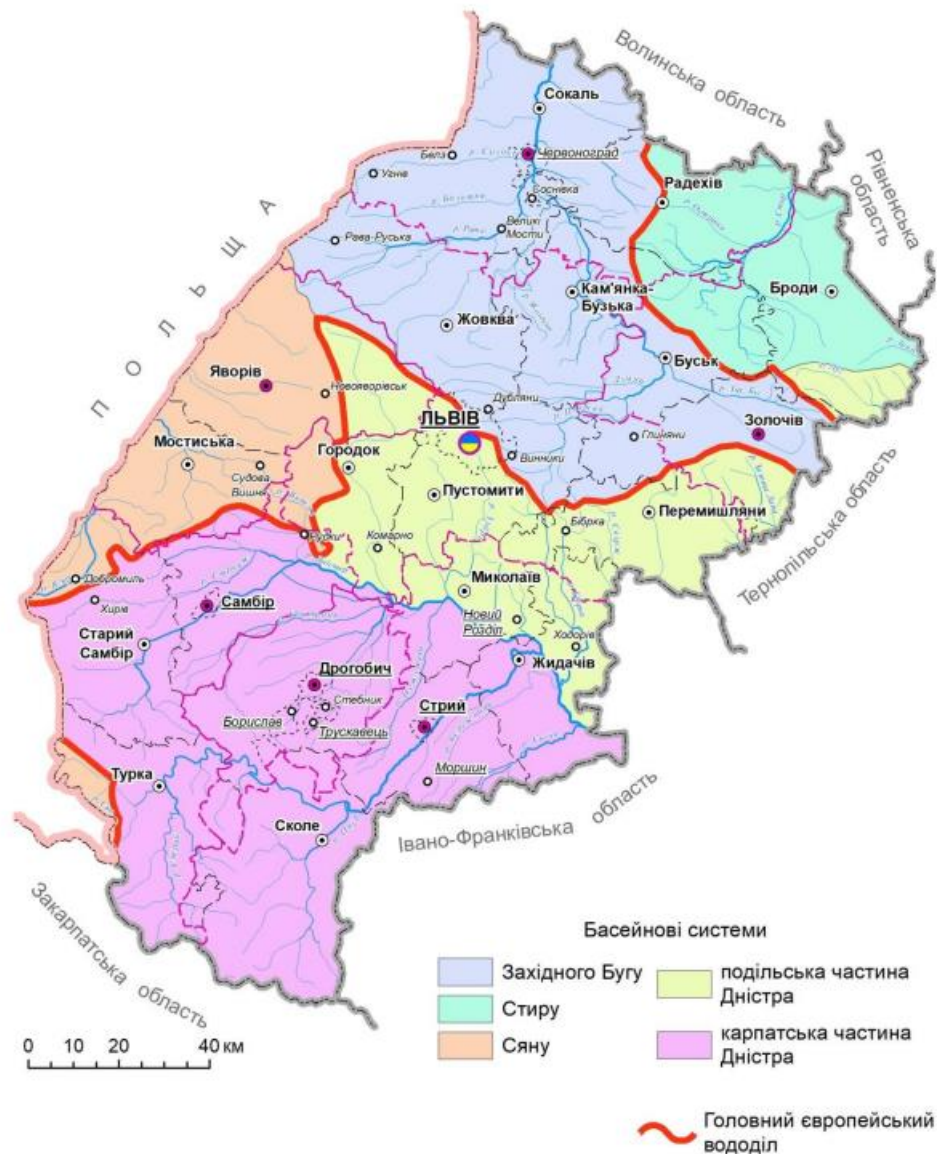 Волинська область
Рівненська
область
ПОЛЬЩА
Сокаль
Белз
Червоноград
Угнів
Соснівка
Радехів
Великі
Мости
Рава-Руська
Кам'янка-
Бузька
Броди
Жовква
Буськ
Яворів
Новояворівськ
Дубляни
ЛЬВІВ
Золочів
Глиняни
Мостиська
Городок
Винники
Судова
Вишня
Пустомити
Перемишляни
Бібрка
Рудки
Комарно
Тернопільська область
Добромиль
Миколаїв
Хирів
Самбір
Новий
Розділ
Старий
Самбір
Ходорів
Жидачів
Дрогобич
Стебник
Борислав
Стрий
Трускавець
Моршин
Турка
Сколе
Івано-Франківська область
Закарпатська область
Басейнові системи
Західного Бугу
подільська частина
Дністра
Стиру
Сяну
карпатська частина
Дністра
0 10 20 40 км
Головний європейський
вододіл